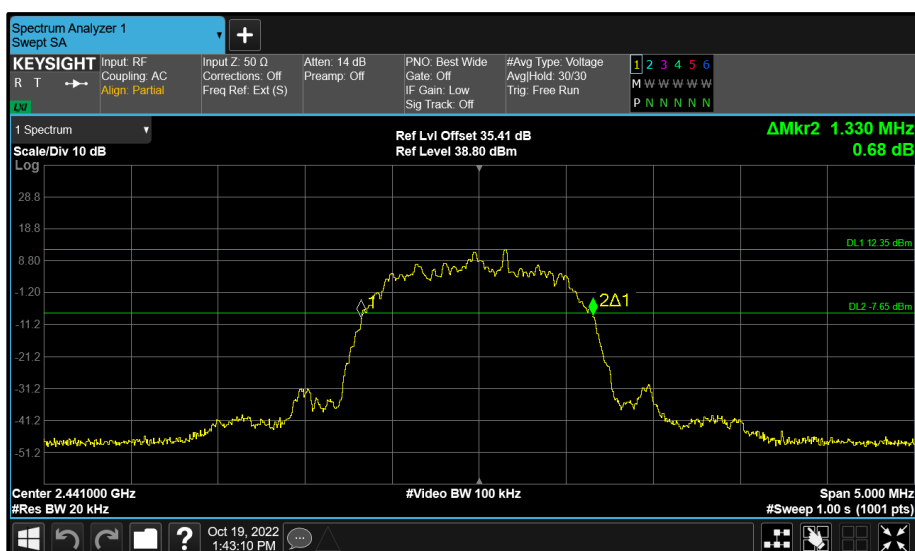 Spectrum Analyzer 1
Swept SA
+
KEYSIGHT
R T
LXI
Input: RF
Coupling: AC
Align: Partial
Input Z: 50 Ω
Corrections: Off
Freq Ref: Ext (S)
Atten: 14 dB
Preamp: Off
PNO: Best Wide
Gate: Off
IF Gain: Low
Sig Track: Off
#Avg Type: Voltage
Avg|Hold: 30/30
Trig: Free Run
1 2 3 4 5 6
M W W W W W
P N N N N N
1 Spectrum
Scale/Div 10 dB
Ref Lvl Offset 35.41 dB
Ref Level 38.80 dBm
ΔMkr2 1.330 MHz
0.68 dB
Log
28.8
18.8
DL1 12.35 dBm
8.80
-1.20
1
2Δ1
DL2 -7.65 dBm
-11.2
-21.2
-31.2
-41.2
-51.2
Center 2.441000 GHz
#Video BW 100 kHz
Span 5.000 MHz
#Res BW 20 kHz
#Sweep 1.00 s (1001 pts)
?
Oct 19, 2022
1:43:10 PM